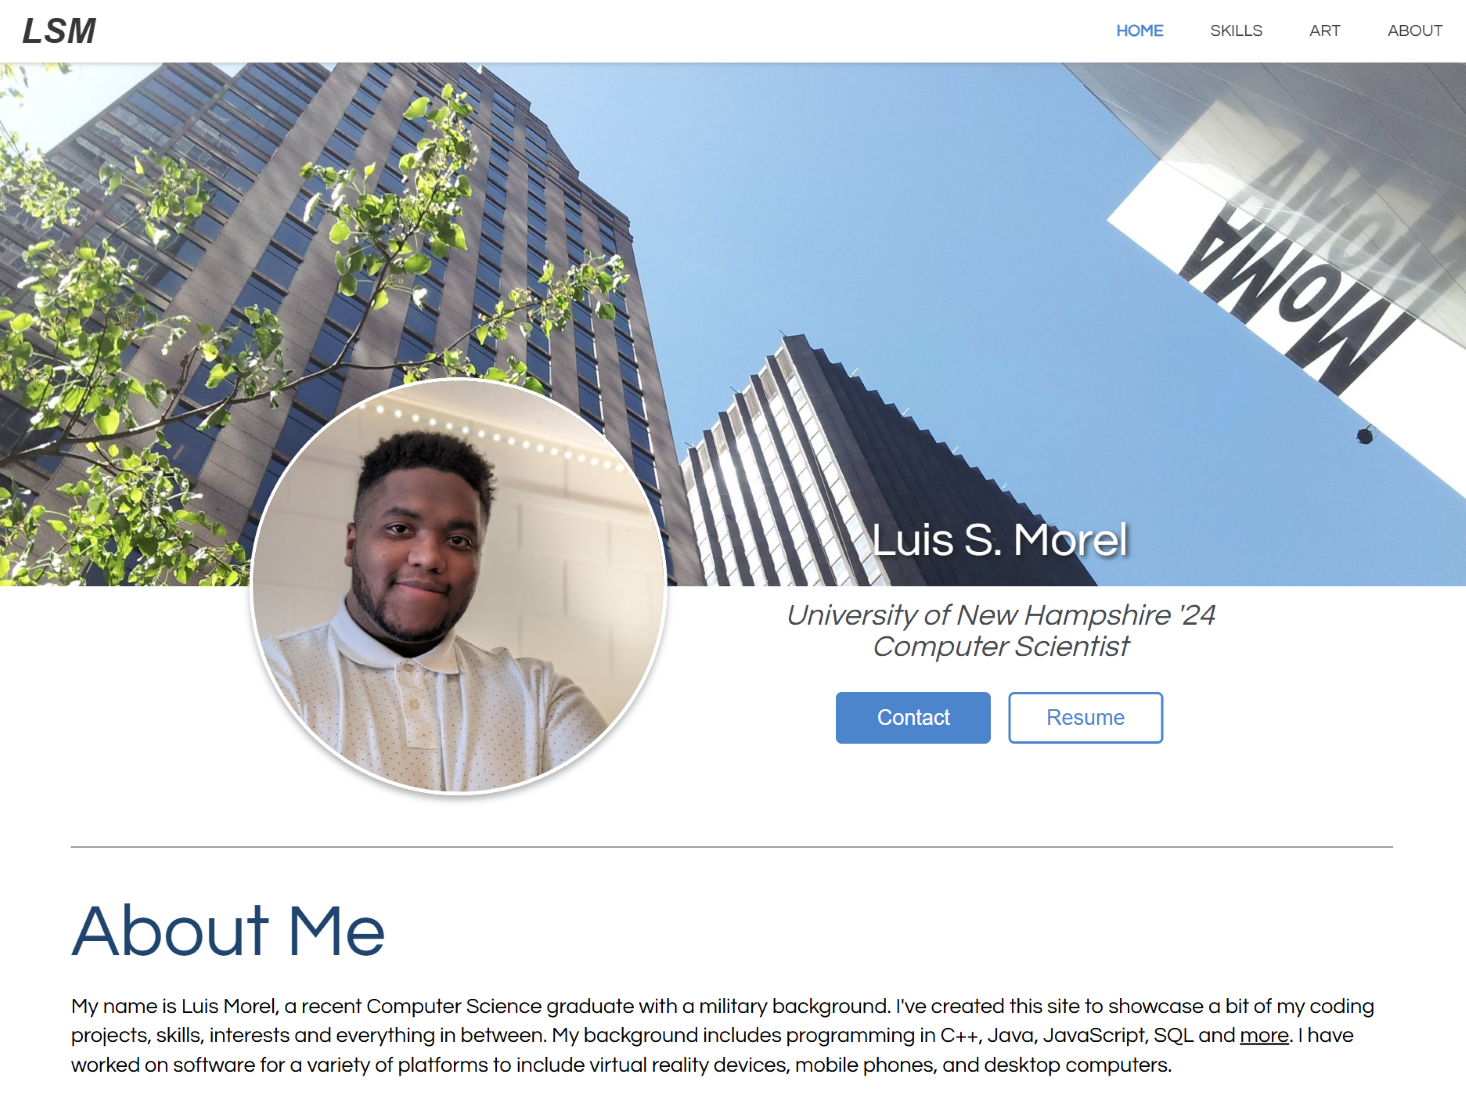 LSM
HOME SKILLS ART ABOUT
MOMA
MOMA
Luis S. Morel
University of New Hampshire '24
Computer Scientist
Contact Resume
About Me
My name is Luis Morel, a recent Computer Science graduate with a military background. I've created this site to showcase a bit of my coding
projects, skills, interests and everything in between. My background includes programming in C++, Java, JavaScript, SQL and more. I have
worked on software for a variety of platforms to include virtual reality devices, mobile phones, and desktop computers.